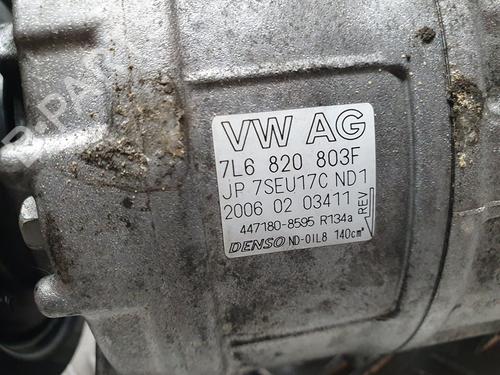 VW AG
7L6 820 803F
JP 7SEU17C ND1
2006 02 03411
REV
447180-8595 R134a
DENSO ND-OIL8 140cm³
B-PARTS